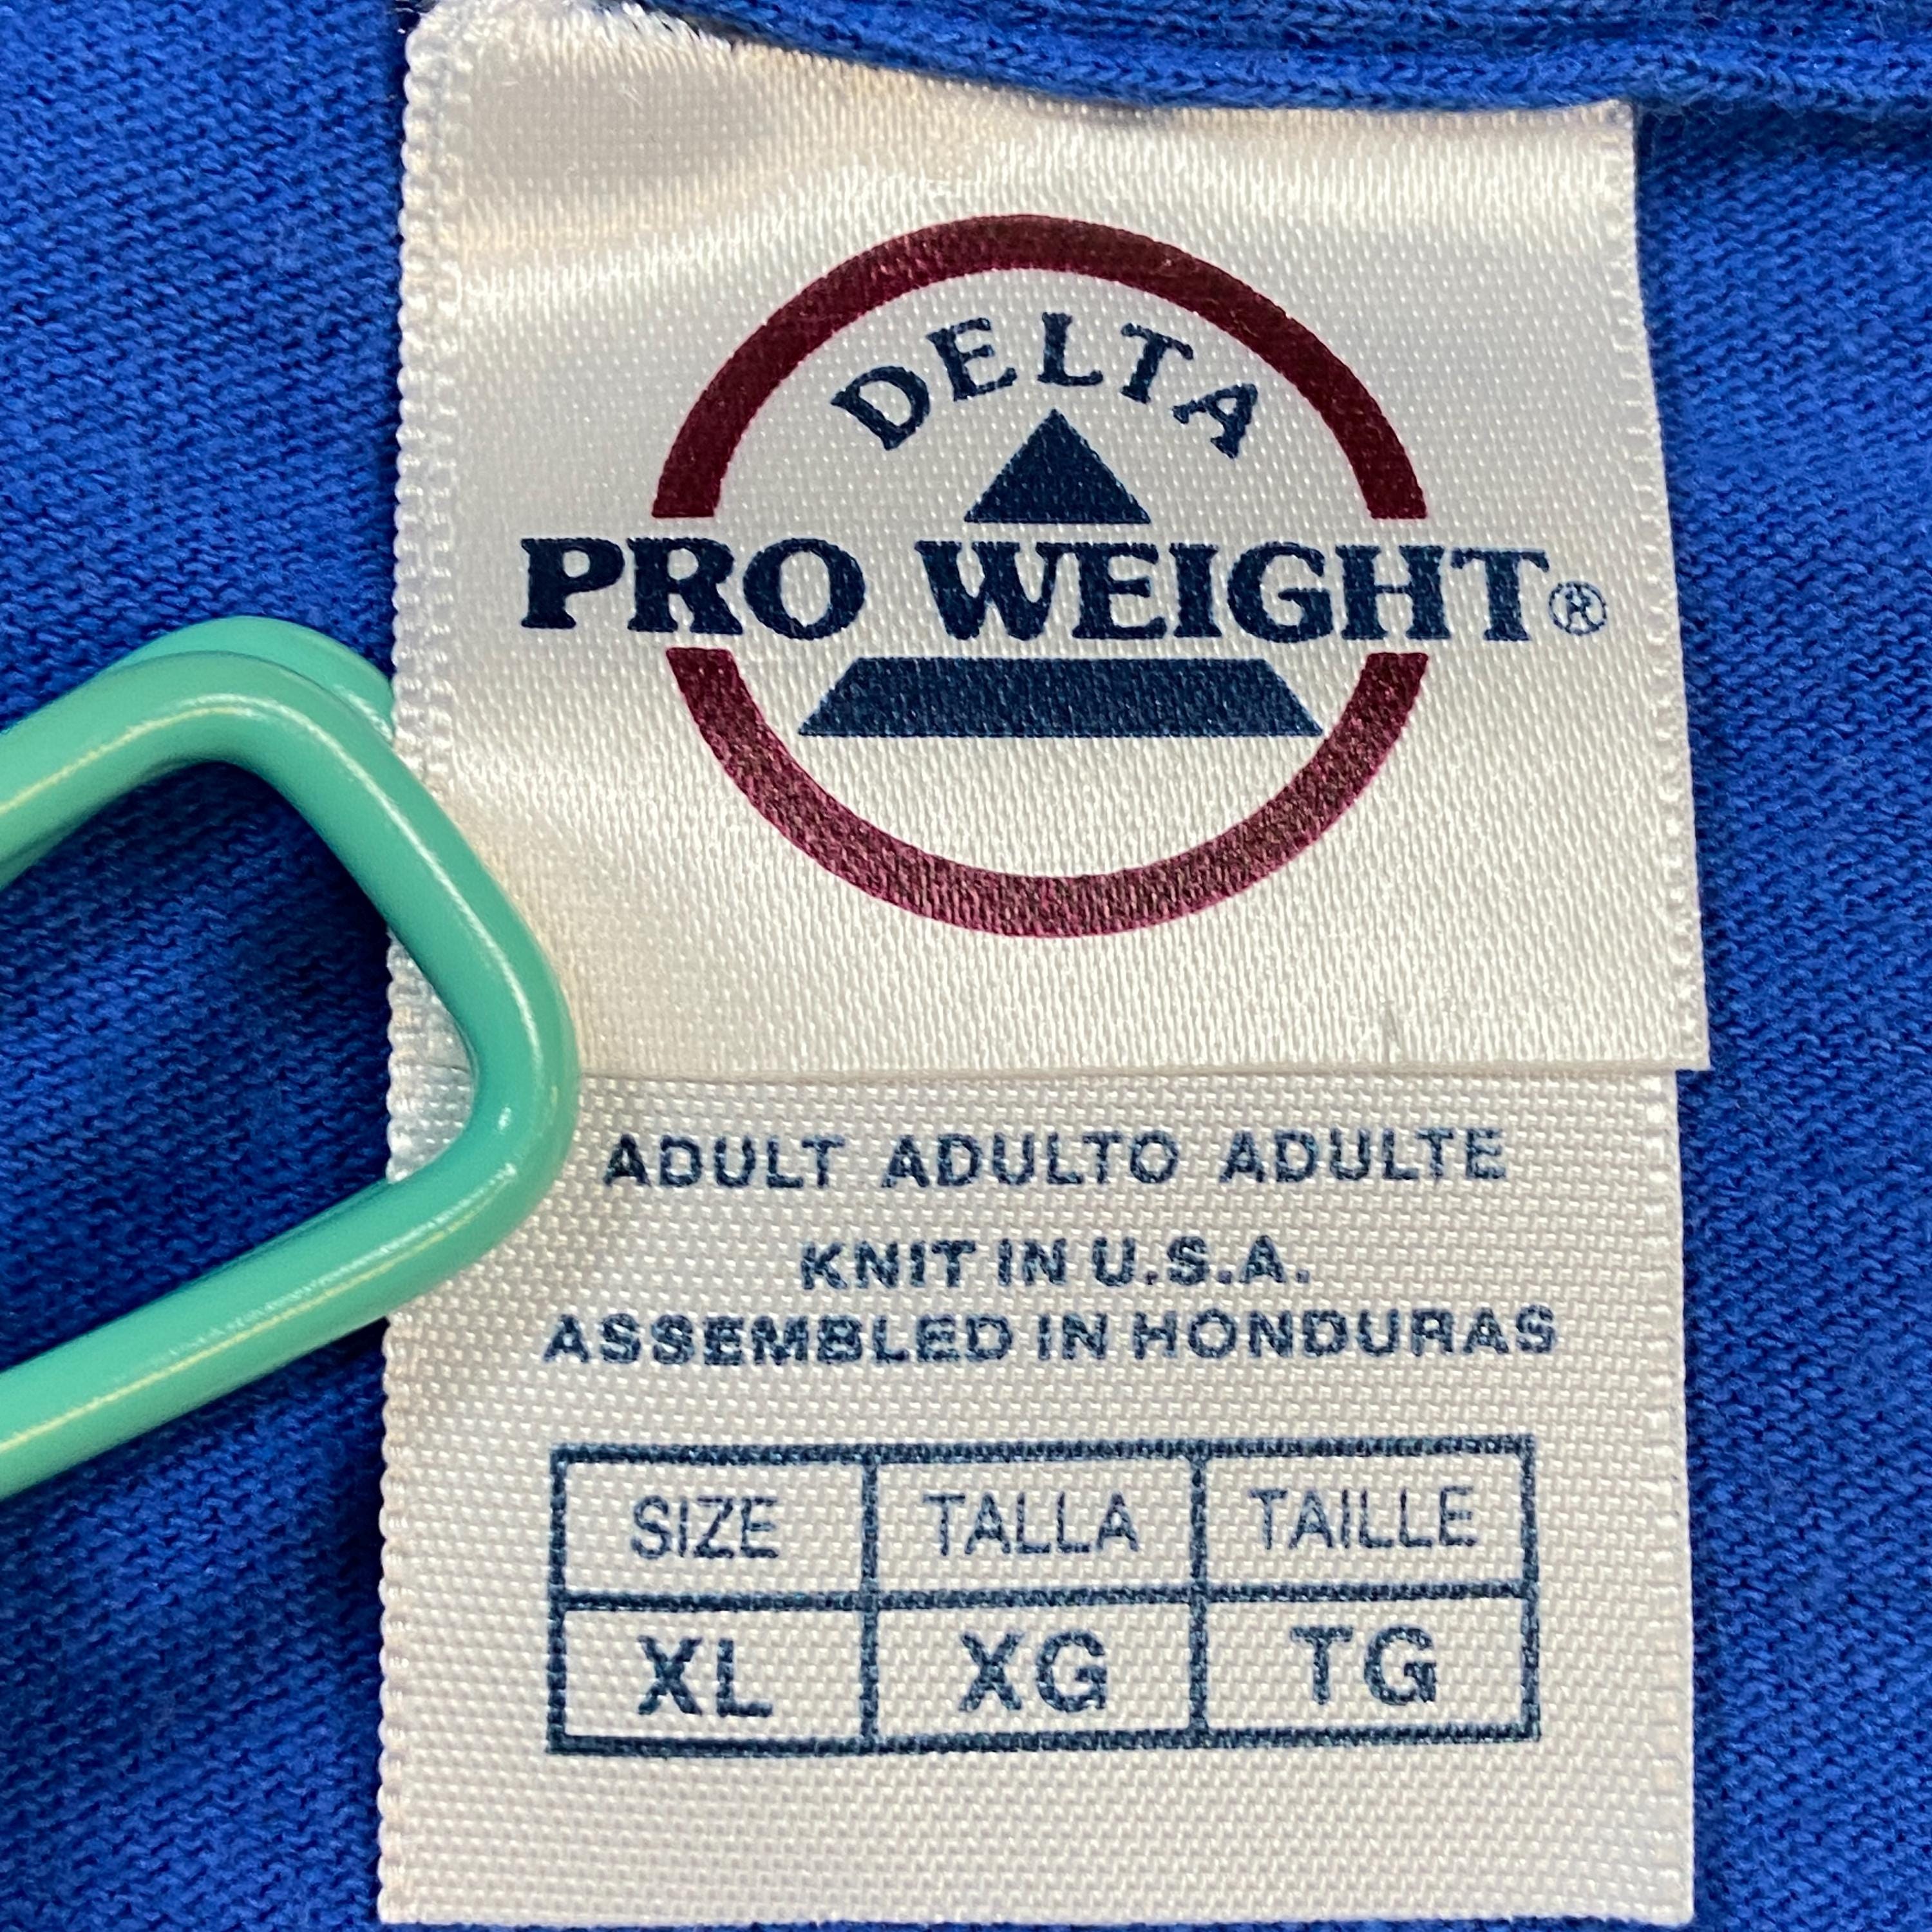 DELTA
PRO WEIGHT®
ADULT ADULTO ADULTE
KNIT IN U.S.A.
ASSEMBLED IN HONDURAS
SIZE TALLA TAILLE
XL XG TG